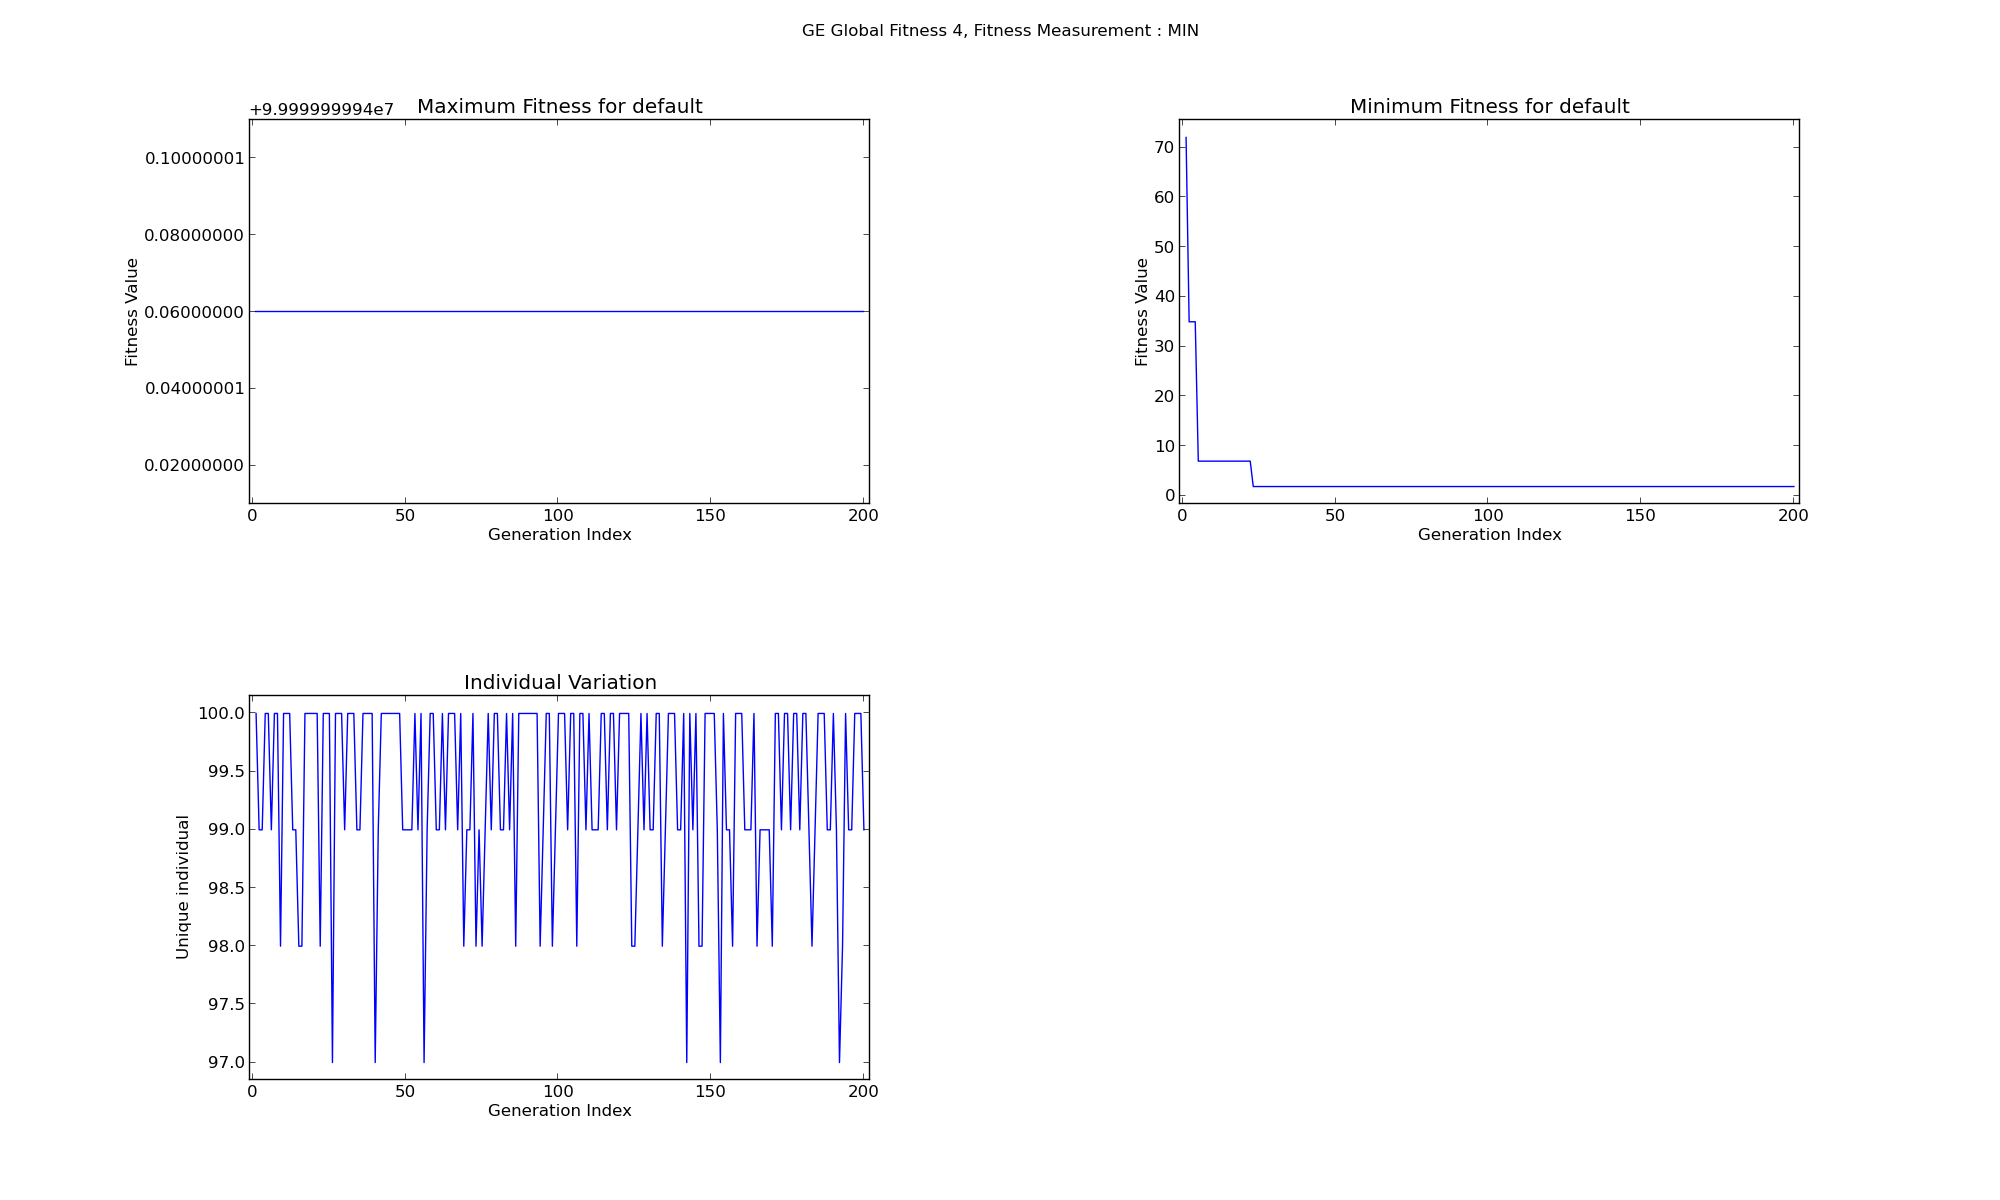 GE Global Fitness 4, Fitness Measurement : MIN
Maximum Fitness for default
+9.999999994e7
0.10000001
0.08000000
0.06000000
0.04000001
0.02000000
Fitness Value
0 50 100 150 200
Generation Index
Minimum Fitness for default
70
60
50
40
30
20
10
0
Fitness Value
0 50 100 150 200
Generation Index
Individual Variation
100.0
99.5
99.0
98.5
98.0
97.5
97.0
Unique individual
0 50 100 150 200
Generation Index